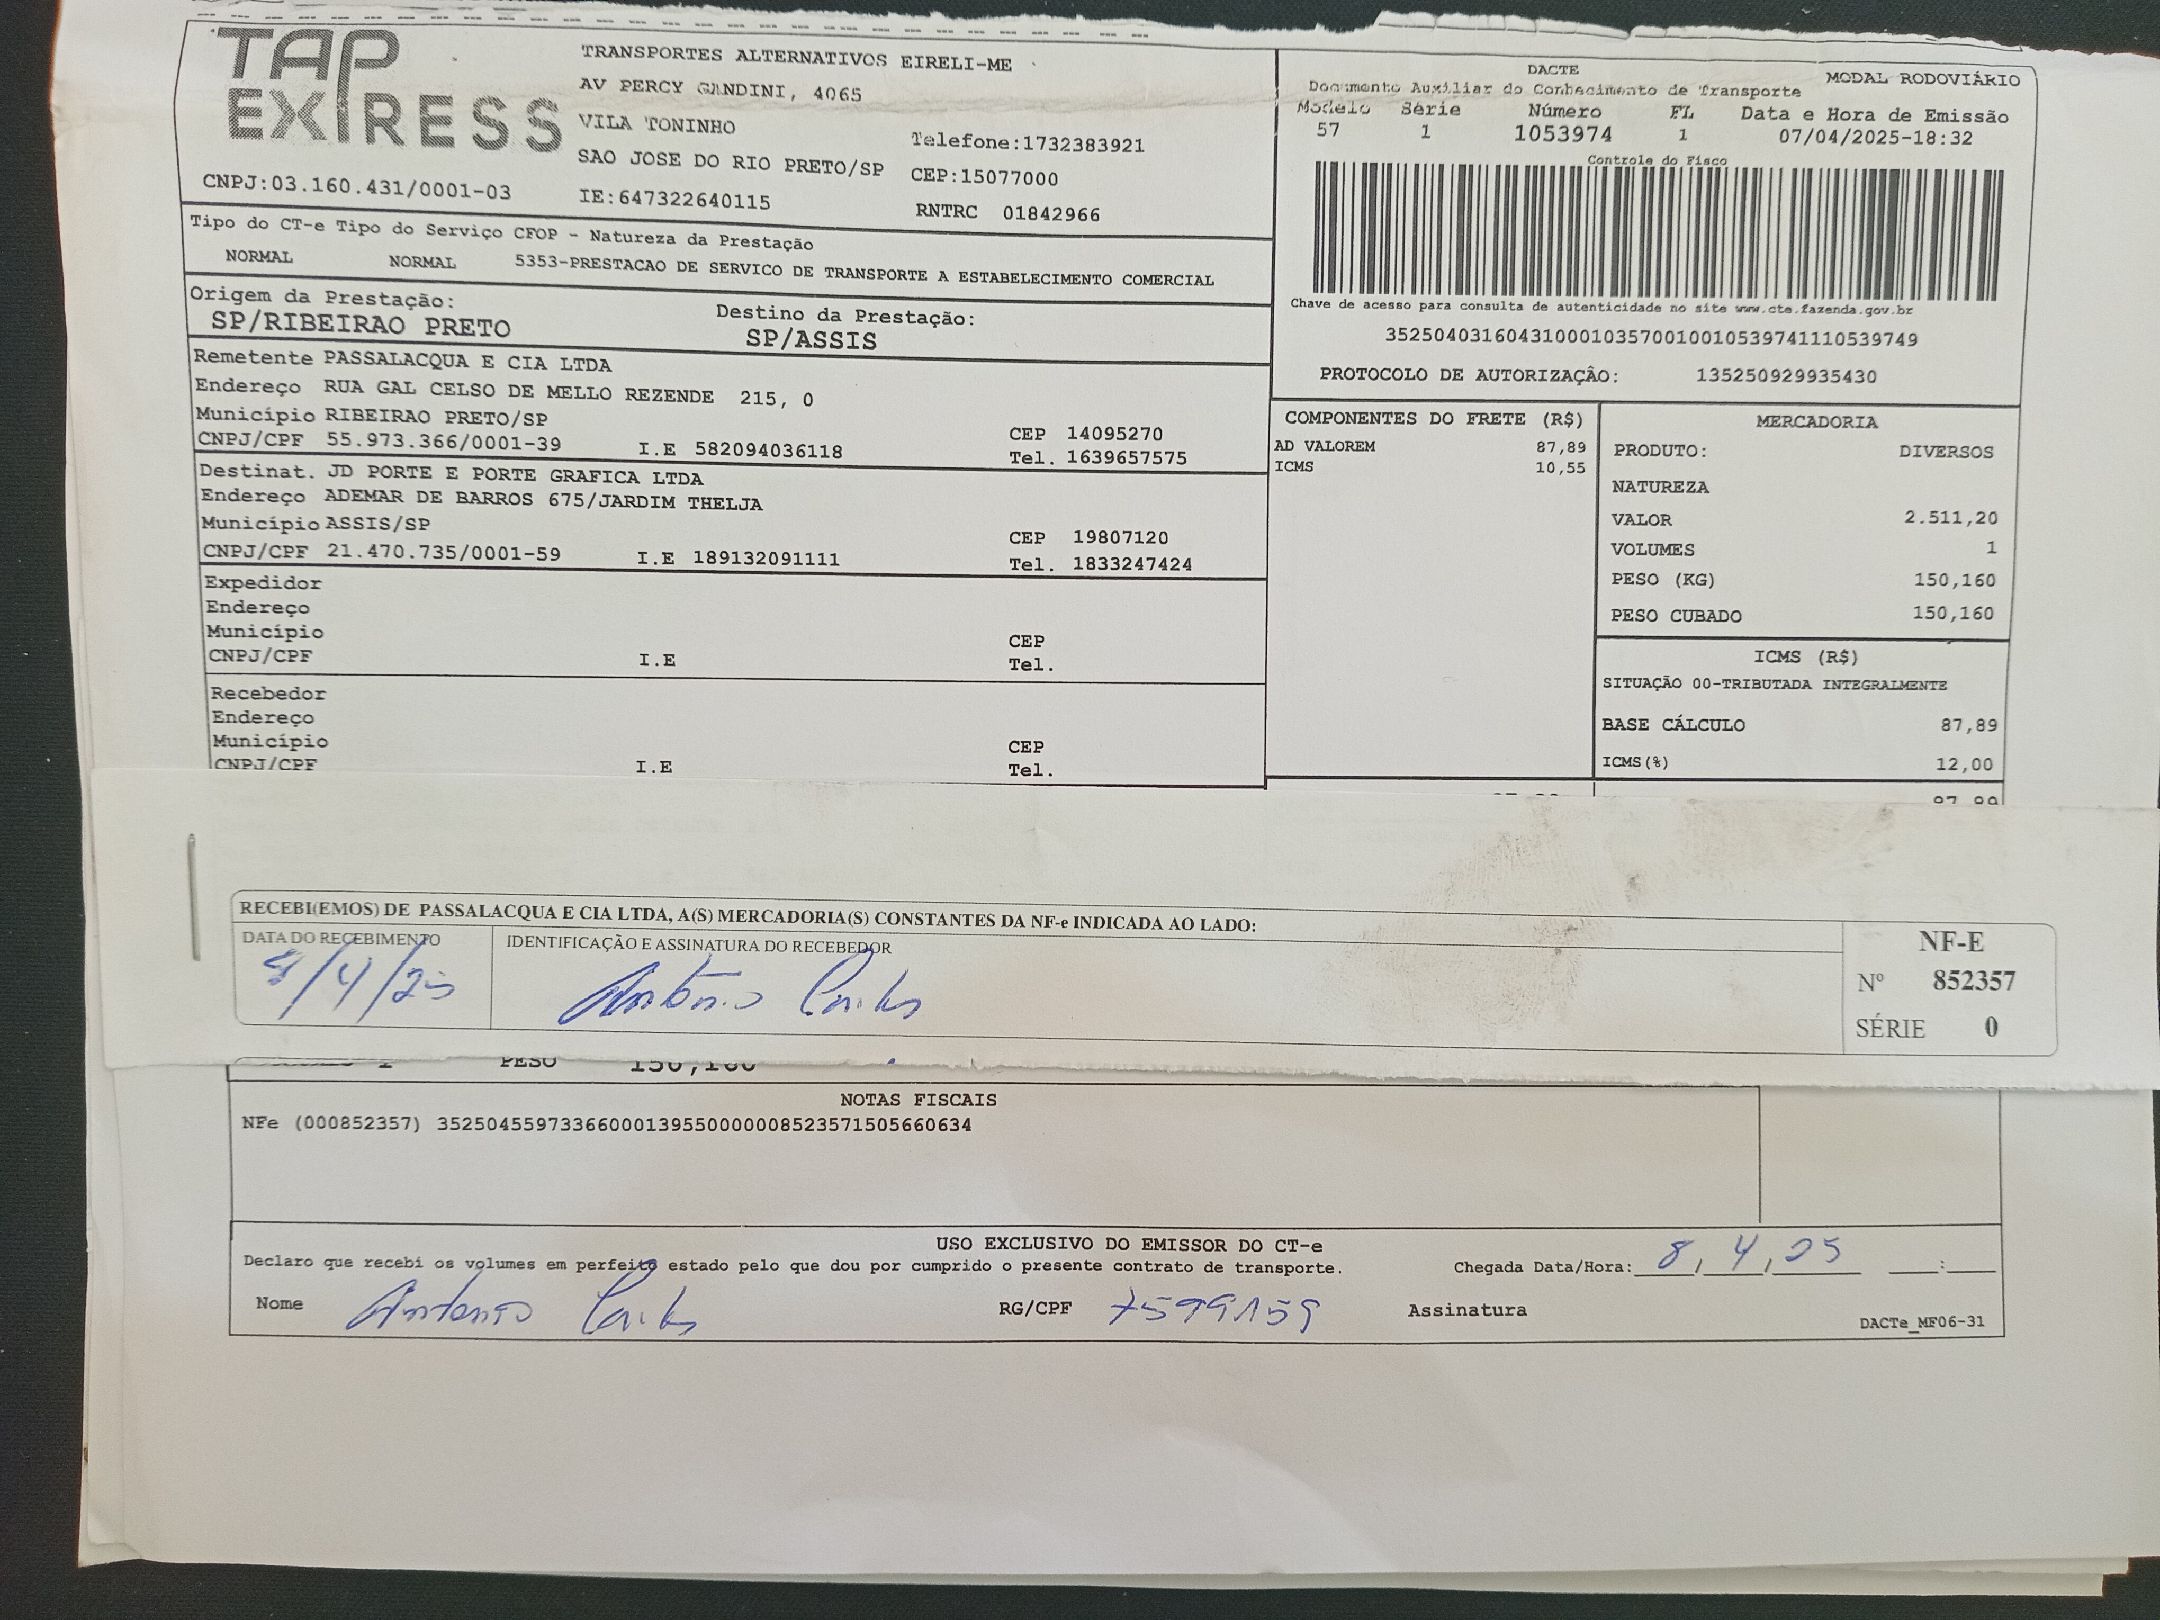 TAP EXPRESS
TRANSPORTES ALTERNATIVOS EIRELI-ME
AV PERCY GANDINI, 4065
VILA TONINHO
Telefone:1732383921
SAO JOSE DO RIO PRETO/SP CEP:15077000
CNPJ:03.160.431/0001-03 IE:647322640115 RNTRC 01842966
DACTE MODAL RODOVIÁRIO
Documento Auxiliar do Conhecimento de Transporte
Modelo Série Número FL Data e Hora de Emissão
57 1 1053974 1 07/04/2025-18:32
Controle do Fisco
Chave de acesso para consulta de autenticidade no site www.cte.fazenda.gov.br
35250403160431000103570010010539741110539749
PROTOCOLO DE AUTORIZAÇÃO: 135250929935430
Tipo do CT-e Tipo do Serviço CFOP - Natureza da Prestação
NORMAL NORMAL 5353-PRESTACAO DE SERVICO DE TRANSPORTE A ESTABELECIMENTO COMERCIAL
Origem da Prestação: Destino da Prestação:
SP/RIBEIRAO PRETO SP/ASSIS
Remetente PASSALACQUA E CIA LTDA
Endereço RUA GAL CELSO DE MELLO REZENDE 215, 0
Município RIBEIRAO PRETO/SP CEP 14095270
CNPJ/CPF 55.973.366/0001-39 I.E 582094036118 Tel. 1639657575
Destinat. JD PORTE E PORTE GRAFICA LTDA
Endereço ADEMAR DE BARROS 675/JARDIM THELJA
Município ASSIS/SP CEP 19807120
CNPJ/CPF 21.470.735/0001-59 I.E 189132091111 Tel. 1833247424
Expedidor
Endereço
Município CEP
CNPJ/CPF I.E Tel.
Recebedor
Endereço
Município CEP
CNPJ/CPF I.E Tel.
COMPONENTES DO FRETE (R$)
AD VALOREM 87,89
ICMS 10,55
MERCADORIA
PRODUTO: DIVERSOS
NATUREZA
VALOR 2.511,20
VOLUMES 1
PESO (KG) 150,160
PESO CUBADO 150,160
ICMS (R$)
SITUAÇÃO 00-TRIBUTADA INTEGRALMENTE
BASE CÁLCULO 87,89
ICMS(%) 12,00
RECEBI(EMOS) DE PASSALACQUA E CIA LTDA, A(S) MERCADORIA(S) CONSTANTES DA NF-e INDICADA AO LADO:
DATA DO RECEBIMENTO IDENTIFICAÇÃO E ASSINATURA DO RECEBEDOR
8/4/25 Antônio Carlos
NF-E
Nº 852357
SÉRIE 0
PESO 150,160
NOTAS FISCAIS
NFe (000852357) 35250455973366000139550000008523571505660634
USO EXCLUSIVO DO EMISSOR DO CT-e
Declaro que recebi os volumes em perfeito estado pelo que dou por cumprido o presente contrato de transporte. Chegada Data/Hora: 8, 4, 25 :
Nome Antonio Carlos RG/CPF 7599159 Assinatura
DACTe_MF06-31